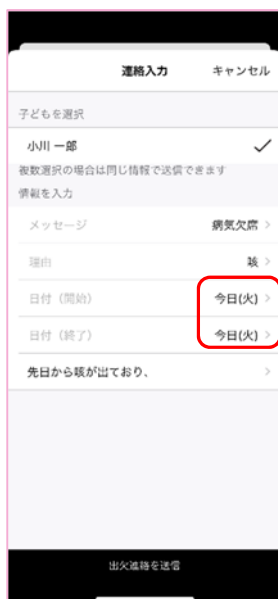 連絡入力 キャンセル
子どもを選択
小川 一郎
複数選択の場合は同じ情報で送信できます
情報を入力
メッセージ 病気欠席
理由 咳
日付（開始） 今日(火)
日付（終了） 今日(火)
先日から咳が出ており、
出欠連絡を送信